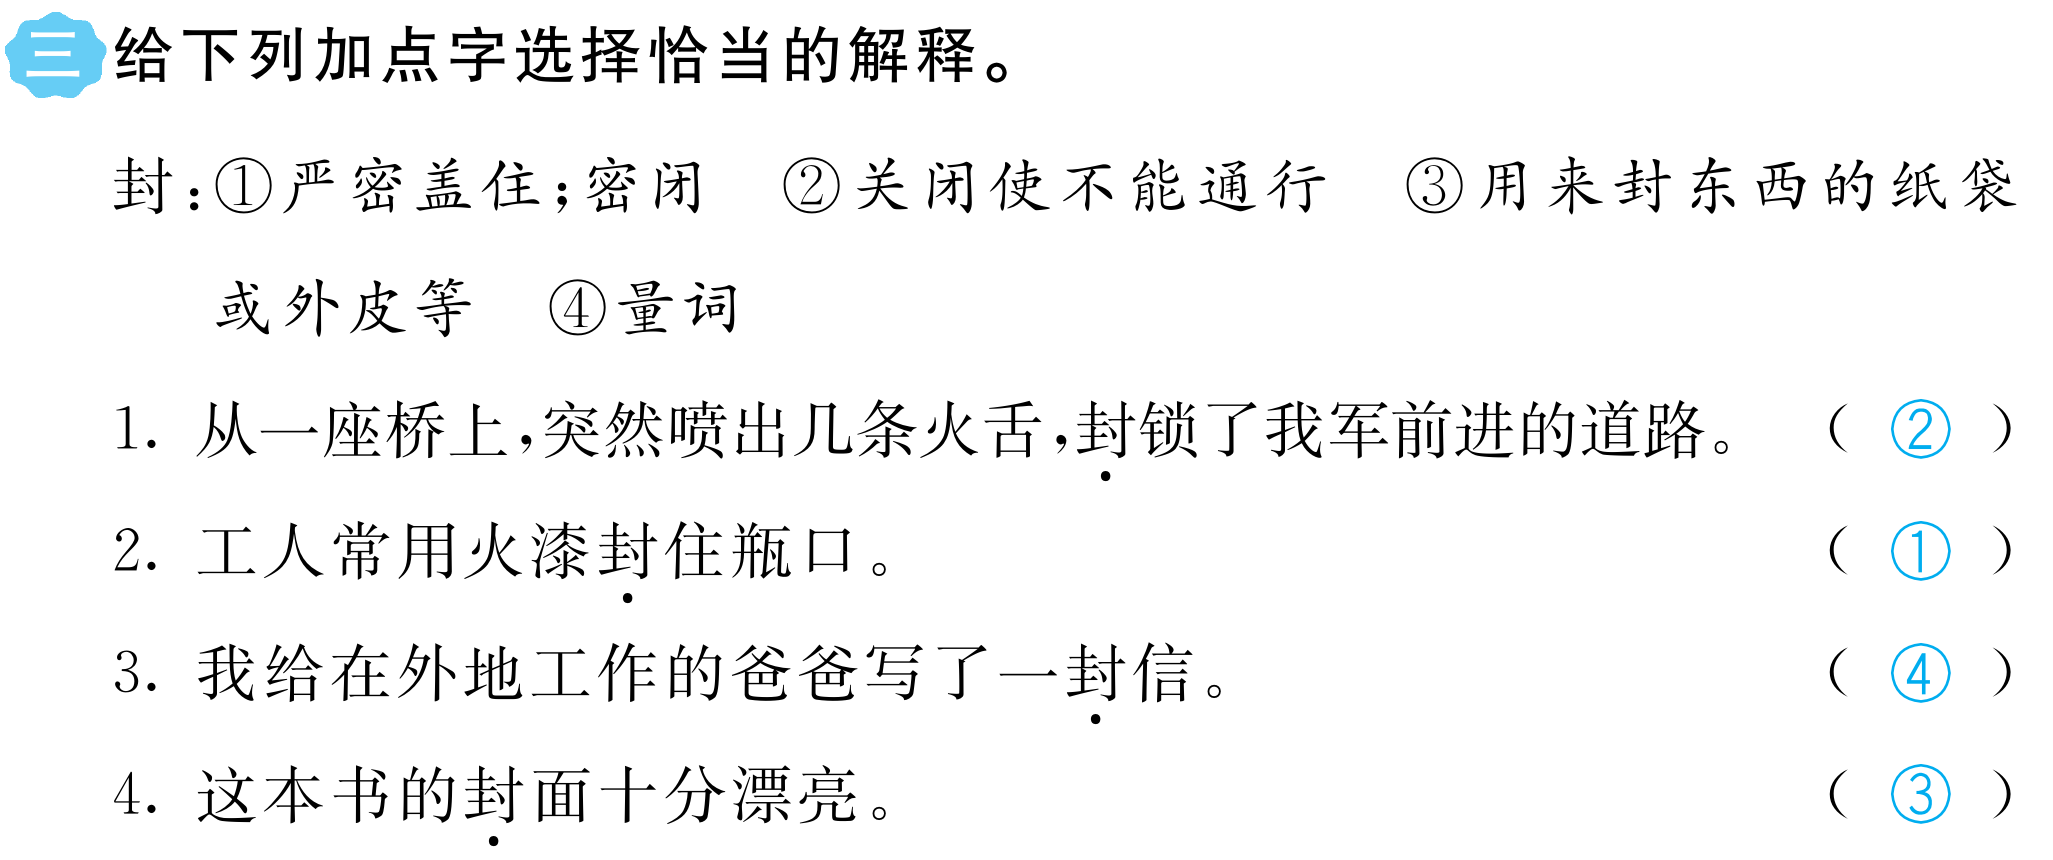 三 给下列加点字选择恰当的解释。
封:①严密盖住;密闭 ②关闭使不能通行 ③用来封东西的纸袋
或外皮等 ④量词
1. 从一座桥上,突然喷出几条火舌,封锁了我军前进的道路。 ( ② )
2. 工人常用火漆封住瓶口。 ( ① )
3. 我给在外地工作的爸爸写了一封信。 ( ④ )
4. 这本书的封面十分漂亮。 ( ③ )